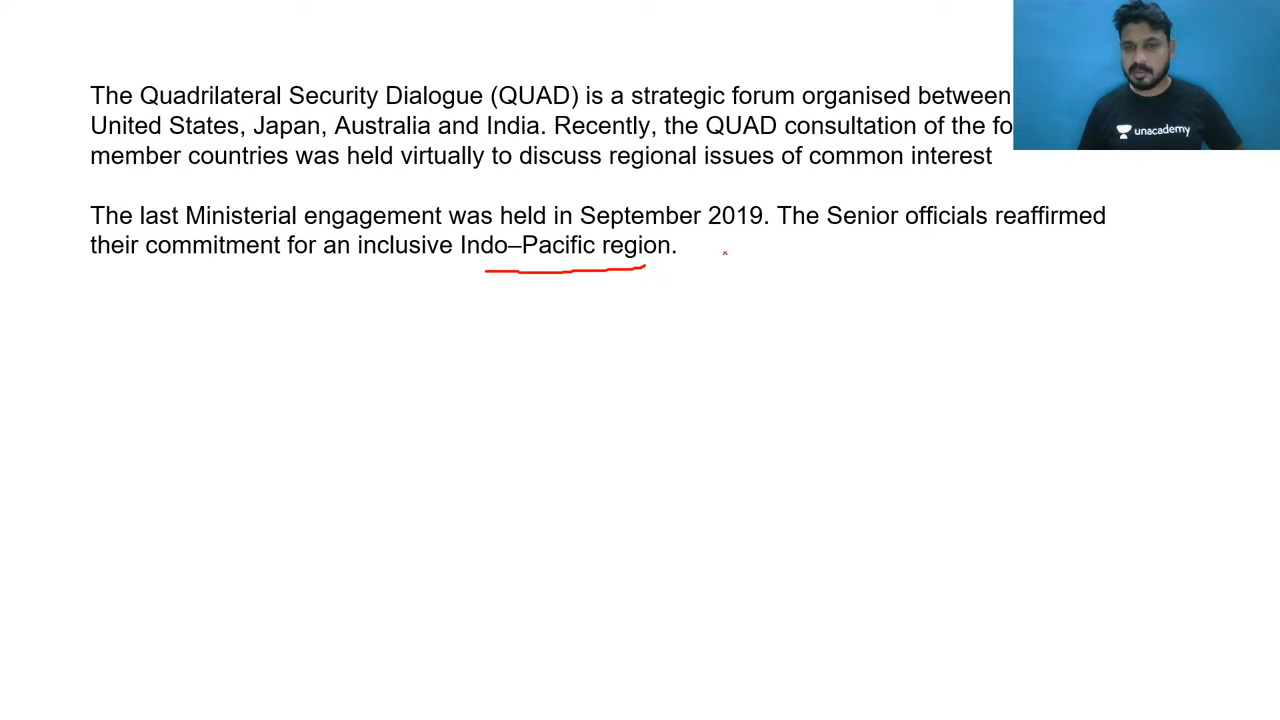 The Quadrilateral Security Dialogue (QUAD) is a strategic forum organised between
United States, Japan, Australia and India. Recently, the QUAD consultation of the
member countries was held virtually to discuss regional issues of common interest
The last Ministerial engagement was held in September 2019. The Senior officials reaffirmed
their commitment for an inclusive Indo–Pacific region.
unacademy